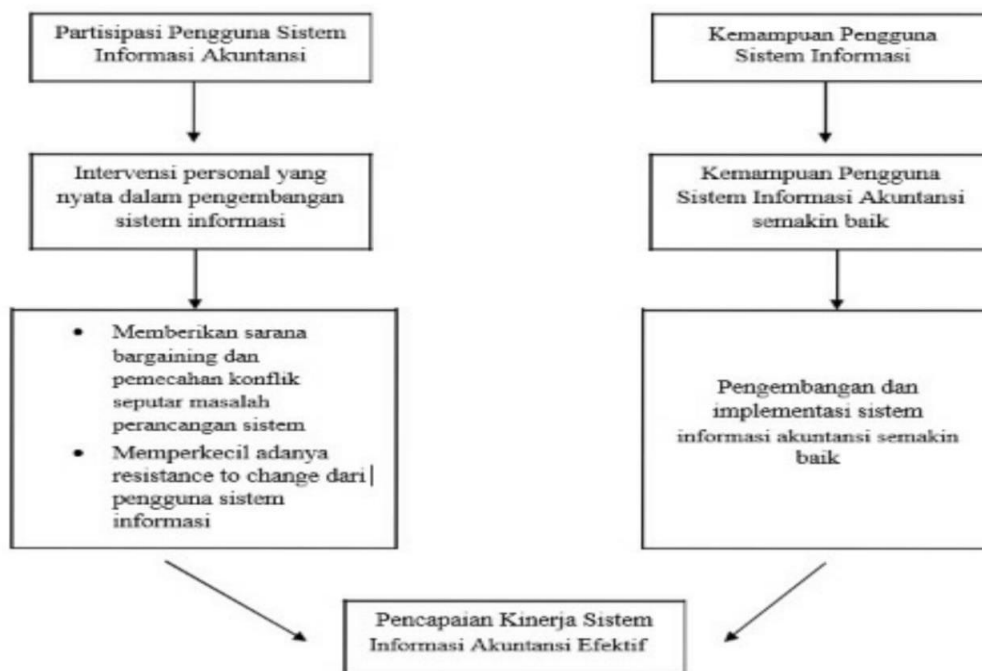 Partisipasi Pengguna Sistem
Informasi Akuntansi
Kemampuan Pengguna
Sistem Informasi
Intervensi personal yang
nyata dalam pengembangan
sistem informasi
Kemampuan Pengguna
Sistem Informasi Akuntansi
semakin baik
• Memberikan sarana
bargaining dan
pemecahan konflik
seputar masalah
perancangan sistem
• Memperkecil adanya
resistance to change dari
pengguna sistem
informasi
Pengembangan dan
implementasi sistem
informasi akuntansi semakin
baik
Pencapaian Kinerja Sistem
Informasi Akuntansi Efektif